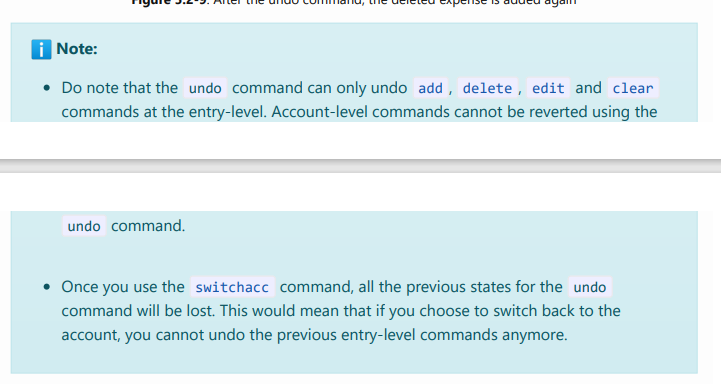 Figure 5.2-9. After the undo command, the deleted expense is added again
i Note:
• Do note that the undo command can only undo add , delete , edit and clear
commands at the entry-level. Account-level commands cannot be reverted using the
undo command.
• Once you use the switchacc command, all the previous states for the undo
command will be lost. This would mean that if you choose to switch back to the
account, you cannot undo the previous entry-level commands anymore.